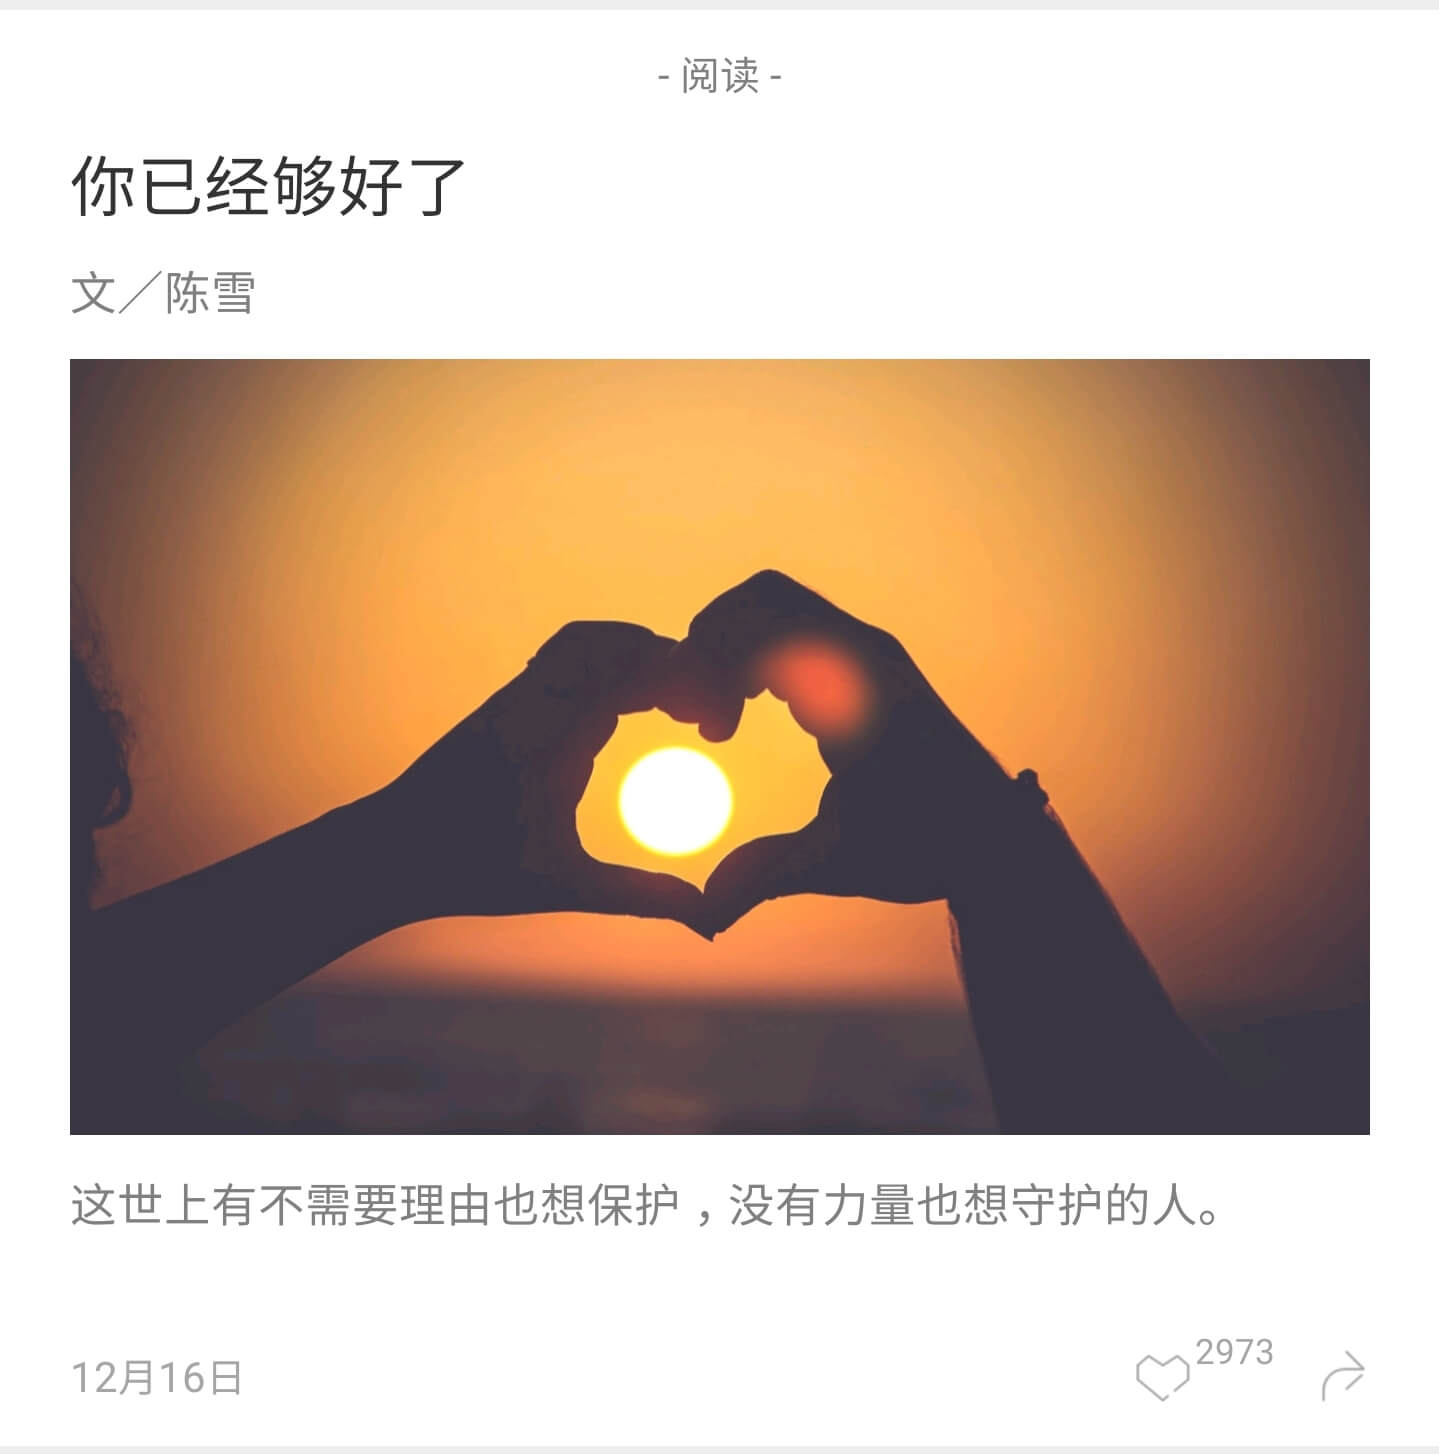 - 阅读 -
你已经够好了
文／陈雪
这世上有不需要理由也想保护，没有力量也想守护的人。
12月16日
2973